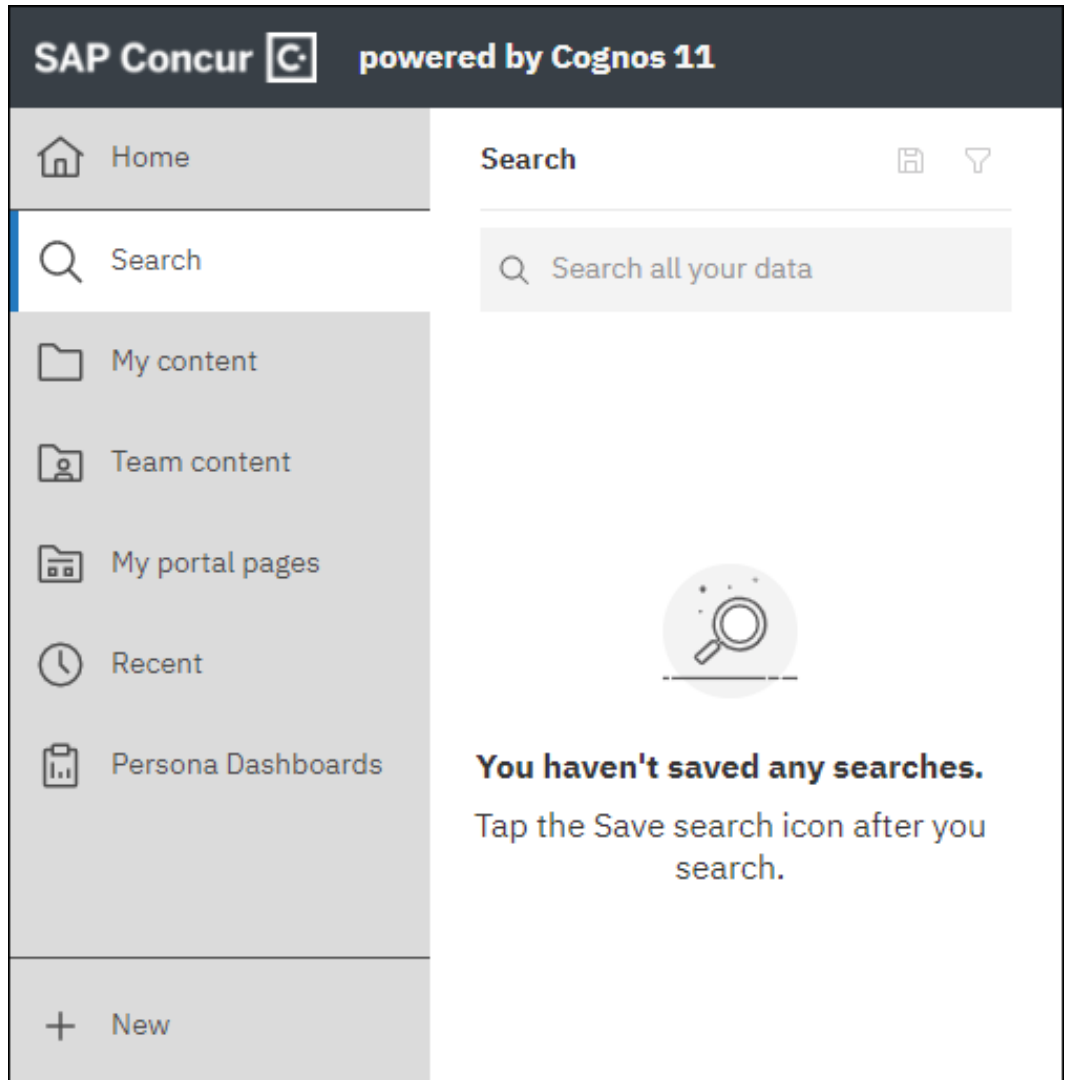 SAP Concur C powered by Cognos 11
Home
Search
My content
Team content
My portal pages
Recent
Persona Dashboards
New
Search
Search all your data
You haven't saved any searches.
Tap the Save search icon after you
search.